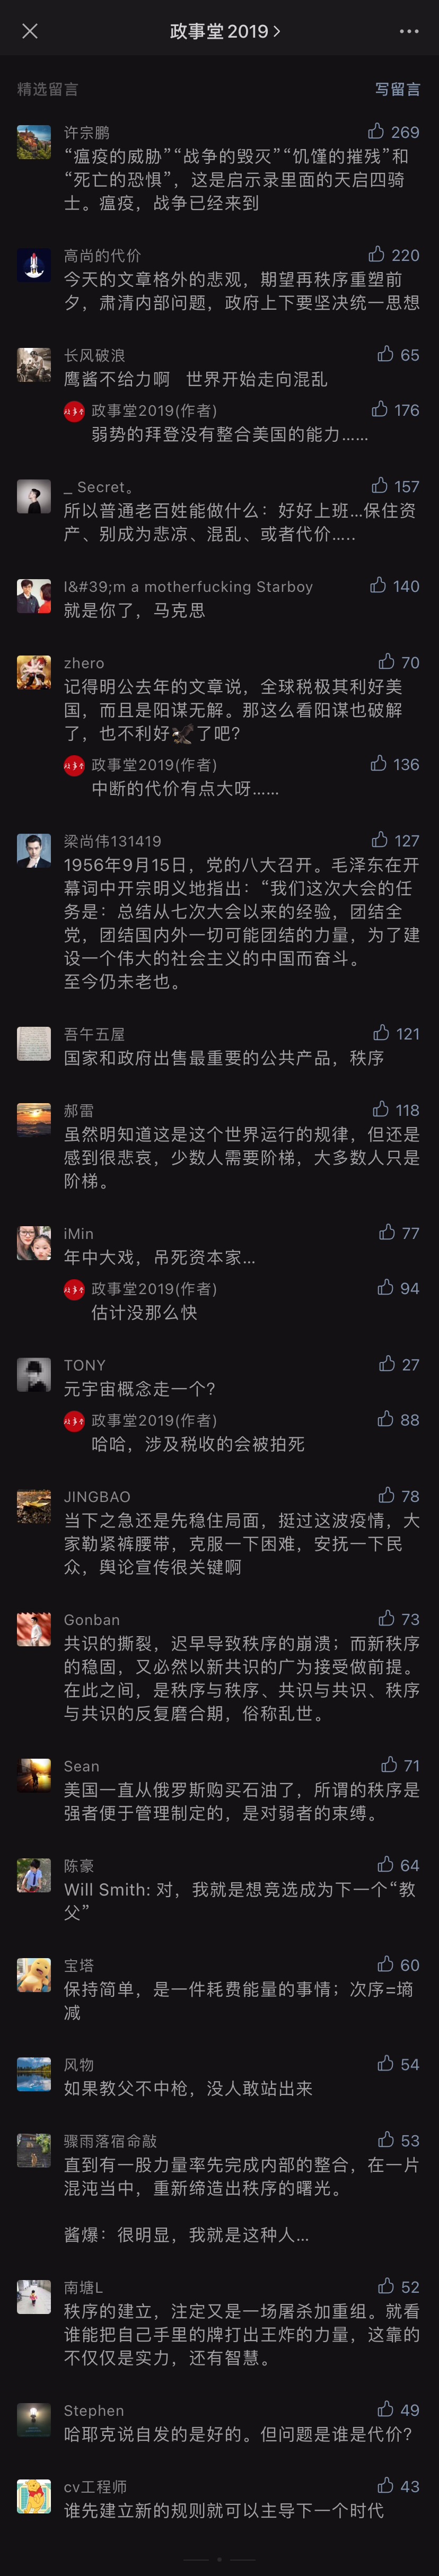 政事堂2019
精选留言
写留言
许宗鹏
269
“瘟疫的威胁”“战争的毁灭”“饥馑的摧残”和
“死亡的恐惧”，这是启示录里面的天启四骑
士。瘟疫，战争已经来到
高尚的代价
220
今天的文章格外的悲观，期望再秩序重塑前
夕，肃清内部问题，政府上下要坚决统一思想
长风破浪
65
鹰酱不给力啊 世界开始走向混乱
政事堂2019(作者)
176
弱势的拜登没有整合美国的能力……
_ Secret。
157
所以普通老百姓能做什么：好好上班…保住资
产、别成为悲凉、混乱、或者代价…..
I&#39;m a motherfucking Starboy
140
就是你了，马克思
zhero
70
记得明公去年的文章说，全球税极其利好美
国，而且是阳谋无解。那这么看阳谋也破解
了，也不利好🦅了吧?
政事堂2019(作者)
136
中断的代价有点大呀……
梁尚伟131419
127
1956年9月15日，党的八大召开。毛泽东在开
幕词中开宗明义地指出：“我们这次大会的任
务是：总结从七次大会以来的经验，团结全
党，团结国内外一切可能团结的力量，为了建
设一个伟大的社会主义的中国而奋斗。
至今仍未老也。
吾午五屋
121
国家和政府出售最重要的公共产品，秩序
郝雷
118
虽然明知道这是这个世界运行的规律，但还是
感到很悲哀，少数人需要阶梯，大多数人只是
阶梯。
iMin
77
年中大戏，吊死资本家…
政事堂2019(作者)
94
估计没那么快
TONY
27
元宇宙概念走一个?
政事堂2019(作者)
88
哈哈，涉及税收的会被拍死
JINGBAO
78
当下之急还是先稳住局面，挺过这波疫情，大
家勒紧裤腰带，克服一下困难，安抚一下民
众，舆论宣传很关键啊
Gonban
73
共识的撕裂，迟早导致秩序的崩溃；而新秩序
的稳固，又必然以新共识的广为接受做前提。
在此之间，是秩序与秩序、共识与共识、秩序
与共识的反复磨合期，俗称乱世。
Sean
71
美国一直从俄罗斯购买石油了，所谓的秩序是
强者便于管理制定的，是对弱者的束缚。
陈豪
64
Will Smith: 对，我就是想竞选成为下一个“教
父”
宝塔
60
保持简单，是一件耗费能量的事情；次序=墒
减
风物
54
如果教父不中枪，没人敢站出来
骤雨落宿命敲
53
直到有一股力量率先完成内部的整合，在一片
混沌当中，重新缔造出秩序的曙光。
酱爆：很明显，我就是这种人…
南塘L
52
秩序的建立，注定又是一场屠杀加重组。就看
谁能把自己手里的牌打出王炸的力量，这靠的
不仅仅是实力，还有智慧。
Stephen
49
哈耶克说自发的是好的。但问题是谁是代价?
cv工程师
43
谁先建立新的规则就可以主导下一个时代